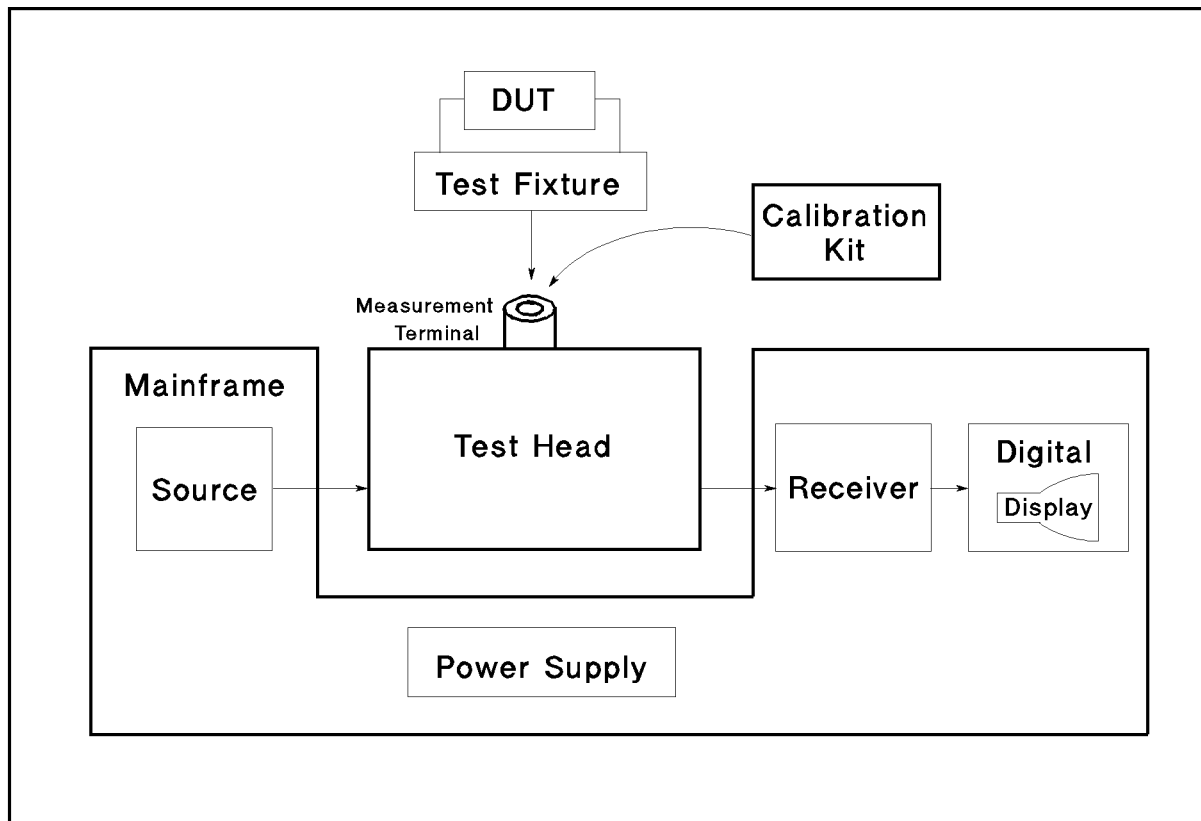 DUT
Test Fixture
Calibration
Kit
Measurement
Terminal
Mainframe
Test Head
Source
Receiver
Digital
Display
Power Supply